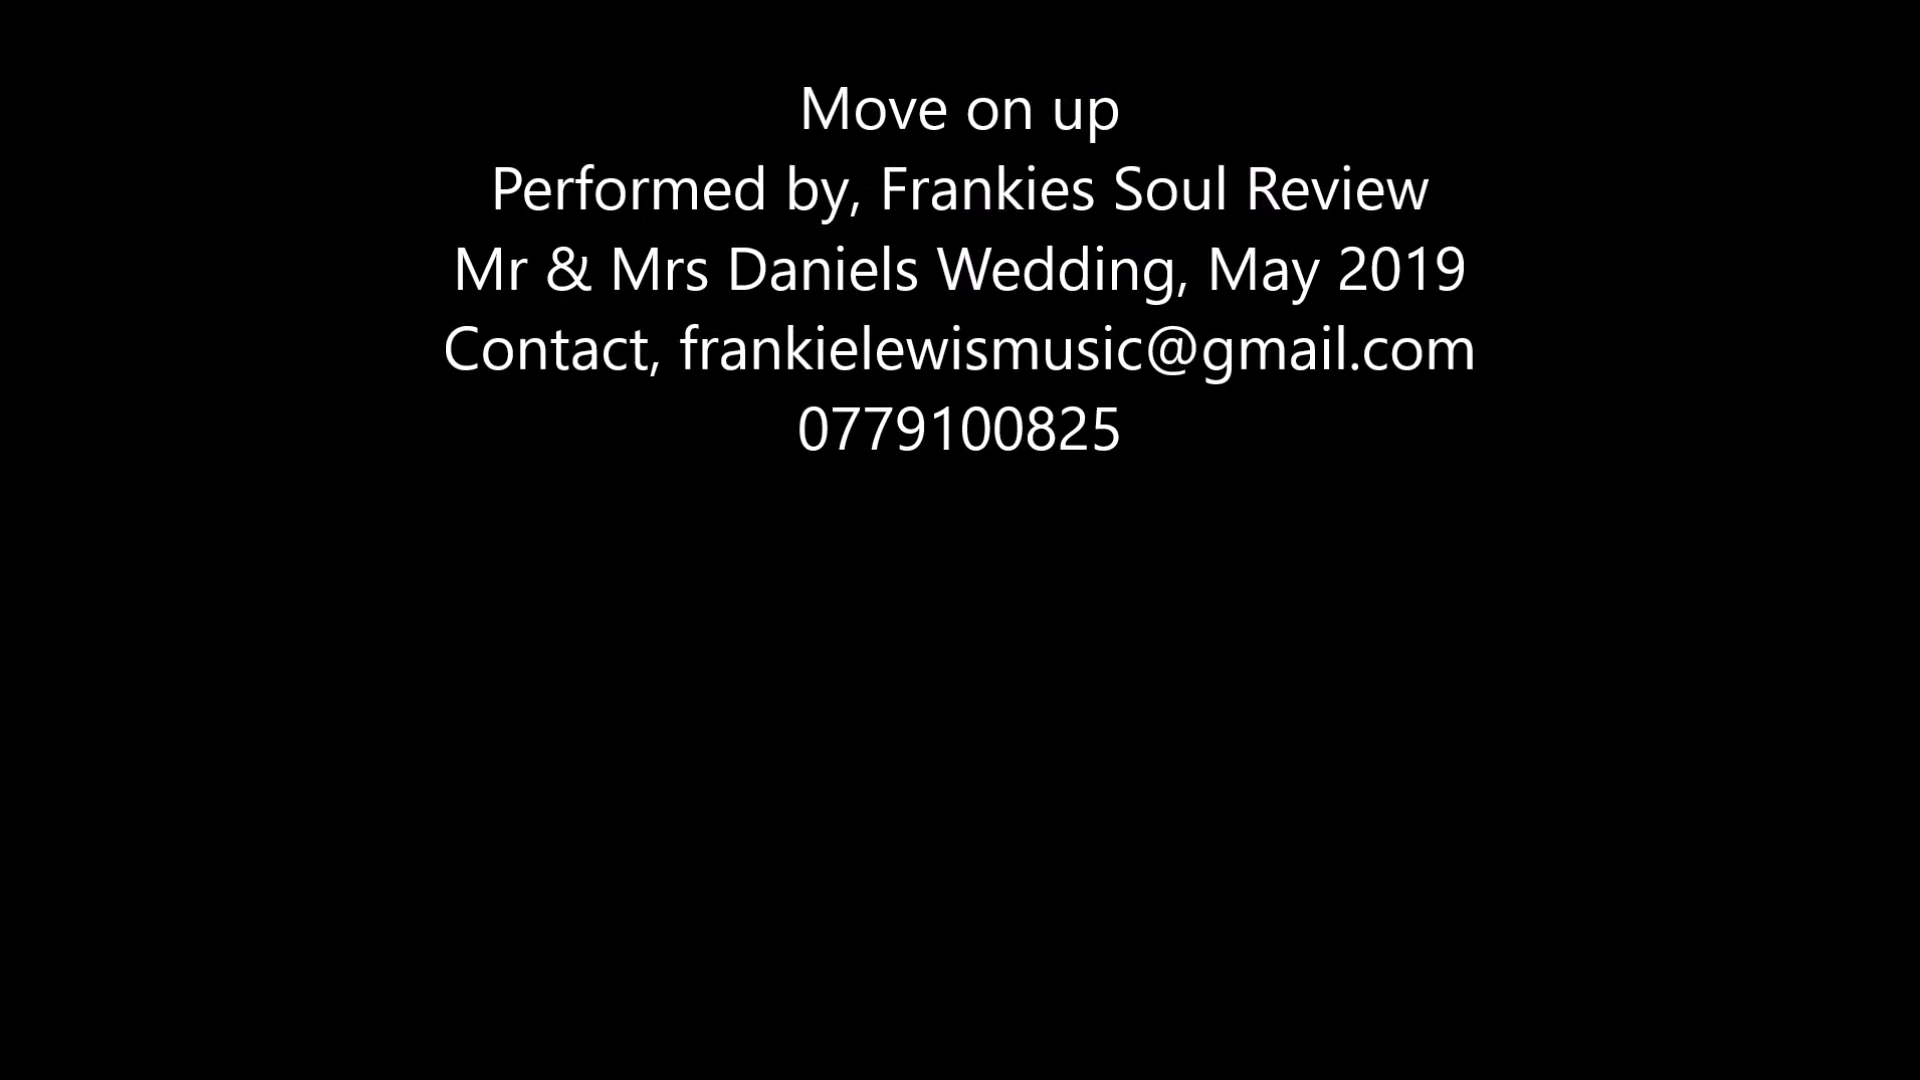 Move on up
Performed by, Frankies Soul Review
Mr & Mrs Daniels Wedding, May 2019
Contact, frankielewismusic@gmail.com
0779100825